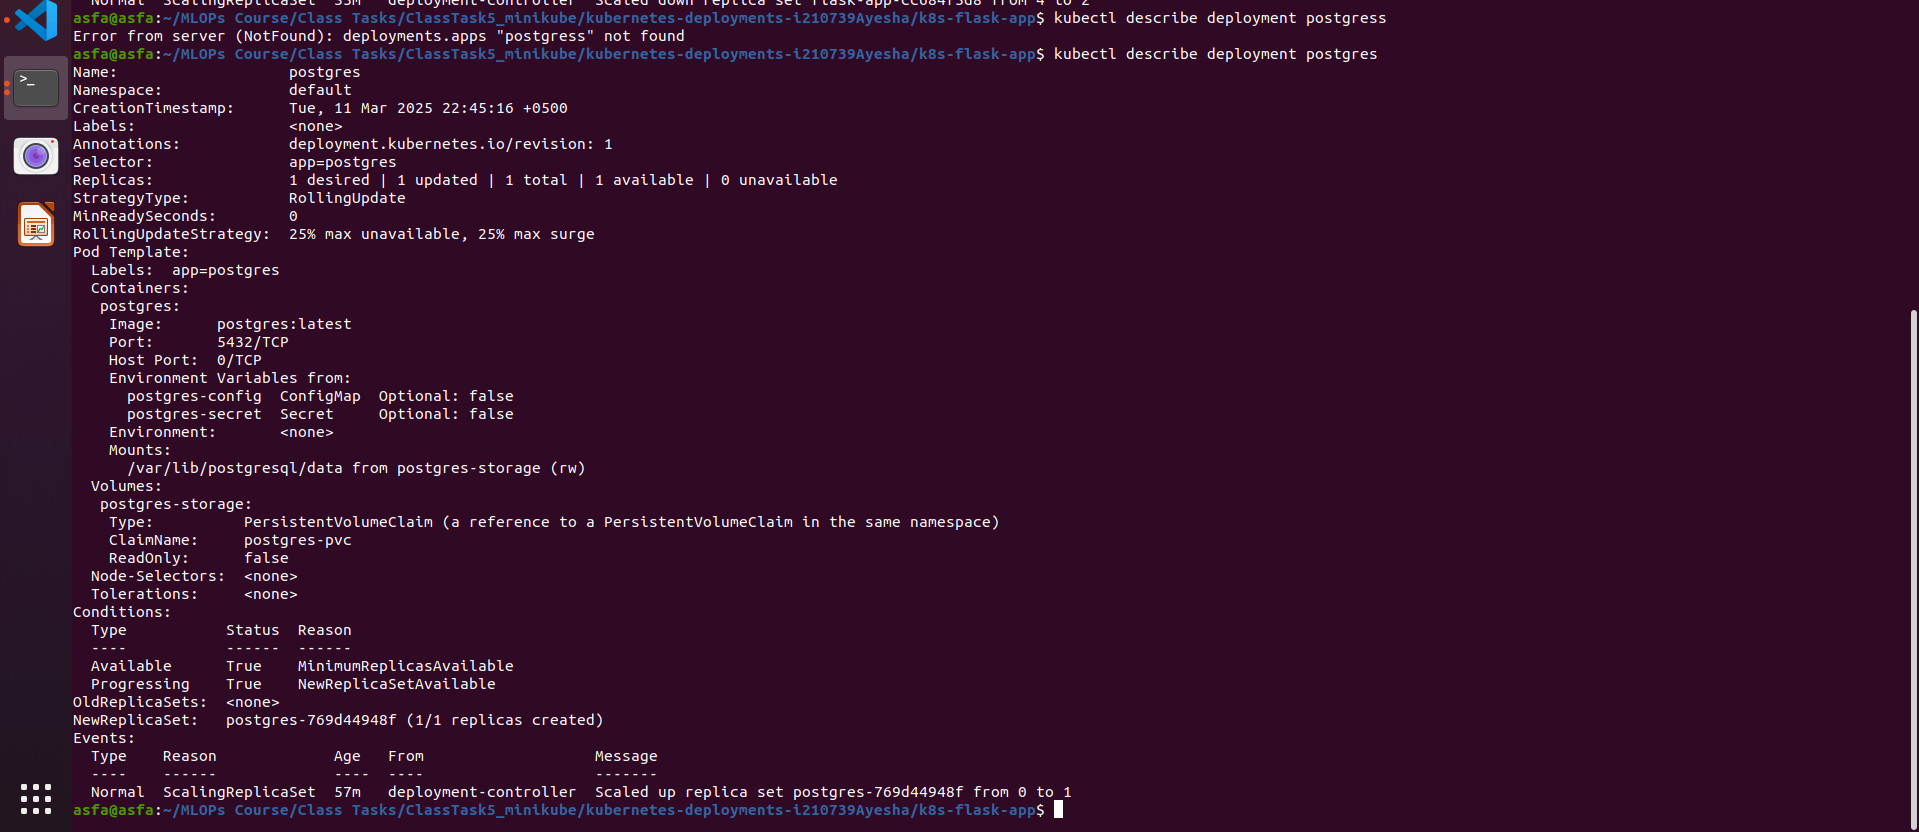 Normal  ScalingReplicaSet  55m   deployment-controller  Scaled down replica set flask-app-cc684f5d8 from 4 to 2
asfa@asfa:~/MLOPs Course/Class Tasks/ClassTask5_minikube/kubernetes-deployments-i210739Ayesha/k8s-flask-app$ kubectl describe deployment postgress
Error from server (NotFound): deployments.apps "postgress" not found
asfa@asfa:~/MLOPs Course/Class Tasks/ClassTask5_minikube/kubernetes-deployments-i210739Ayesha/k8s-flask-app$ kubectl describe deployment postgres
Name:                   postgres
Namespace:              default
CreationTimestamp:      Tue, 11 Mar 2025 22:45:16 +0500
Labels:                 <none>
Annotations:            deployment.kubernetes.io/revision: 1
Selector:               app=postgres
Replicas:               1 desired | 1 updated | 1 total | 1 available | 0 unavailable
StrategyType:           RollingUpdate
MinReadySeconds:        0
RollingUpdateStrategy:  25% max unavailable, 25% max surge
Pod Template:
  Labels:  app=postgres
  Containers:
   postgres:
    Image:      postgres:latest
    Port:       5432/TCP
    Host Port:  0/TCP
    Environment Variables from:
      postgres-config  ConfigMap  Optional: false
      postgres-secret  Secret     Optional: false
    Environment:       <none>
    Mounts:
      /var/lib/postgresql/data from postgres-storage (rw)
  Volumes:
   postgres-storage:
    Type:          PersistentVolumeClaim (a reference to a PersistentVolumeClaim in the same namespace)
    ClaimName:     postgres-pvc
    ReadOnly:      false
  Node-Selectors:  <none>
  Tolerations:     <none>
Conditions:
  Type           Status  Reason
  ----           ------  ------
  Available      True    MinimumReplicasAvailable
  Progressing    True    NewReplicaSetAvailable
OldReplicaSets:  <none>
NewReplicaSet:   postgres-769d44948f (1/1 replicas created)
Events:
  Type    Reason             Age   From                   Message
  ----    ------             ----  ----                   -------
  Normal  ScalingReplicaSet  57m   deployment-controller  Scaled up replica set postgres-769d44948f from 0 to 1
asfa@asfa:~/MLOPs Course/Class Tasks/ClassTask5_minikube/kubernetes-deployments-i210739Ayesha/k8s-flask-app$